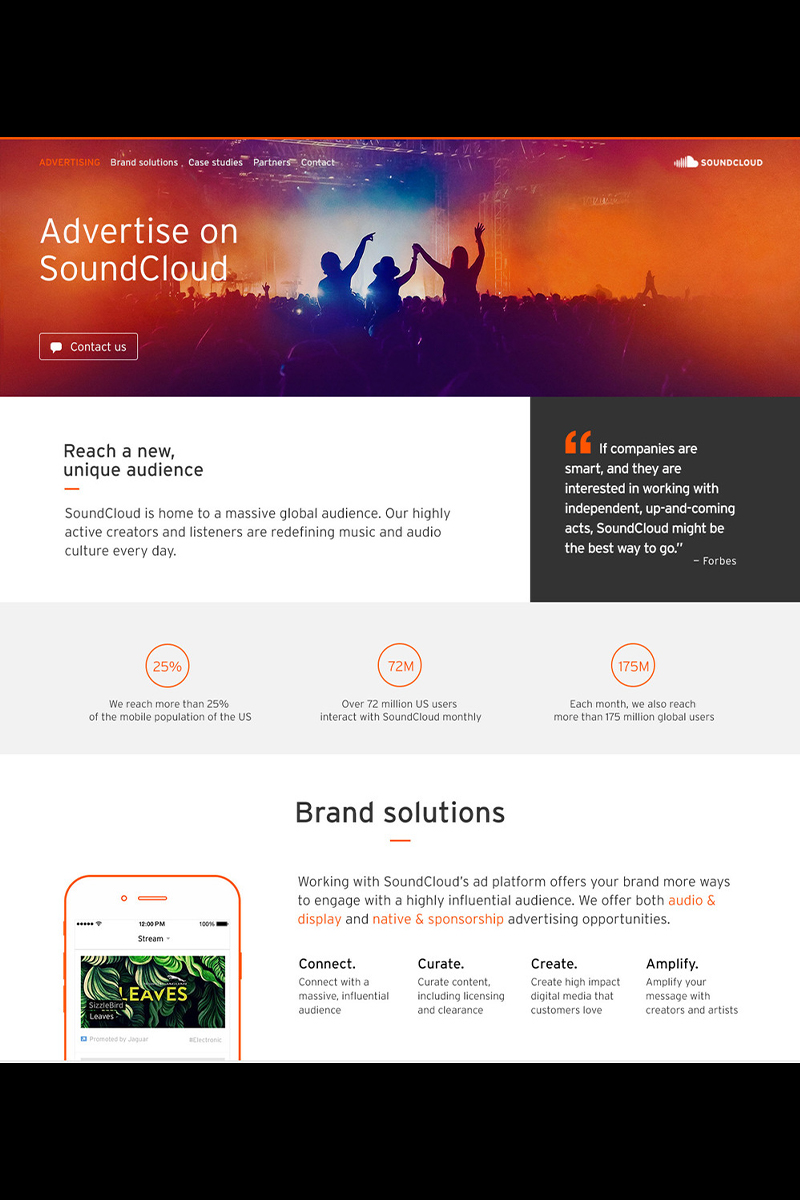 ADVERTISING Brand solutions Case studies Partners Contact
SOUNDCLOUD
Advertise on
SoundCloud
Contact us
Reach a new,
unique audience
SoundCloud is home to a massive global audience. Our highly
active creators and listeners are redefining music and audio
culture every day.
“ If companies are
smart, and they are
interested in working with
independent, up-and-coming
acts, SoundCloud might be
the best way to go.”
– Forbes
25%
We reach more than 25%
of the mobile population of the US
72M
Over 72 million US users
interact with SoundCloud monthly
175M
Each month, we also reach
more than 175 million global users
Brand solutions
12:00 PM 100%
Stream
LEAVES
SizzleBird
Leaves
Promoted by Jaguar #Electronic
Working with SoundCloud’s ad platform offers your brand more ways
to engage with a highly influential audience. We offer both audio &
display and native & sponsorship advertising opportunities.
Connect.
Connect with a
massive, influential
audience
Curate.
Curate content,
including licensing
and clearance
Create.
Create high impact
digital media that
customers love
Amplify.
Amplify your
message with
creators and artists